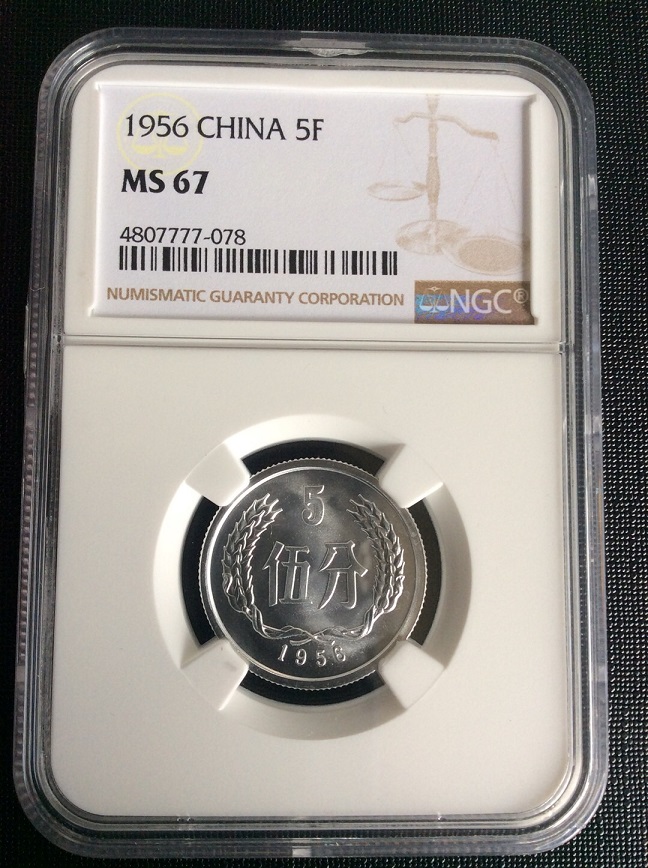 1956 CHINA 5F
MS 67
4807777-078
NUMISMATIC GUARANTY CORPORATION
NGC®
5
伍分
1956